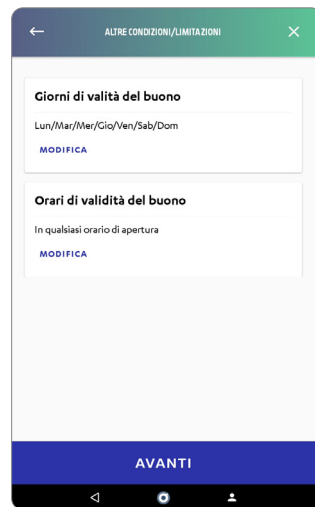 ALTRE CONDIZIONI/LIMITAZIONI
Giorni di valità del buono
Lun/Mar/Mer/Gio/Ven/Sab/Dom
MODIFICA
Orari di validità del buono
In qualsiasi orario di apertura
MODIFICA
AVANTI